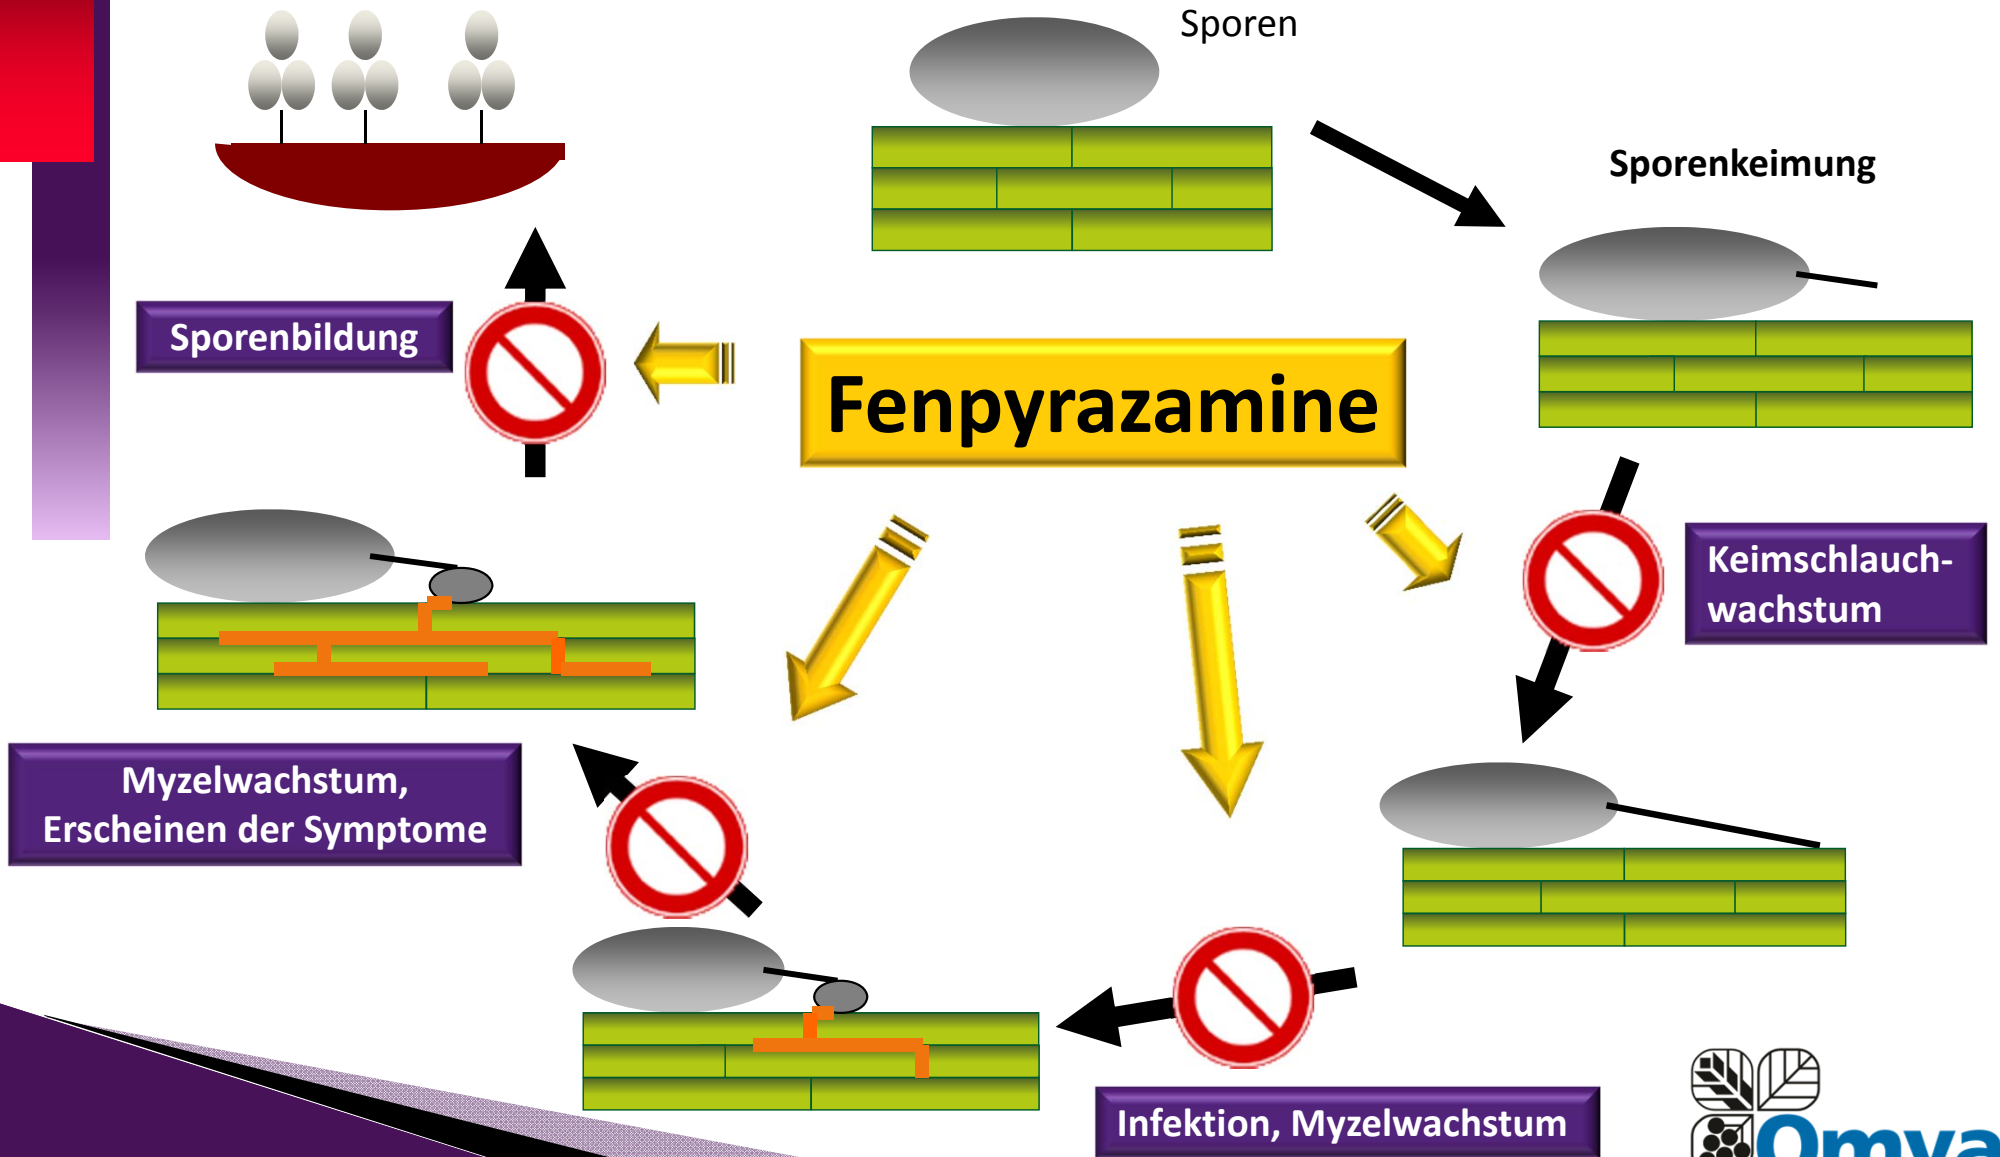 Sporen
Sporenkeimung
Sporenbildung
Fenpyrazamine
Keimschlauch-
wachstum
Myzelwachstum,
Erscheinen der Symptome
Infektion, Myzelwachstum
Omya